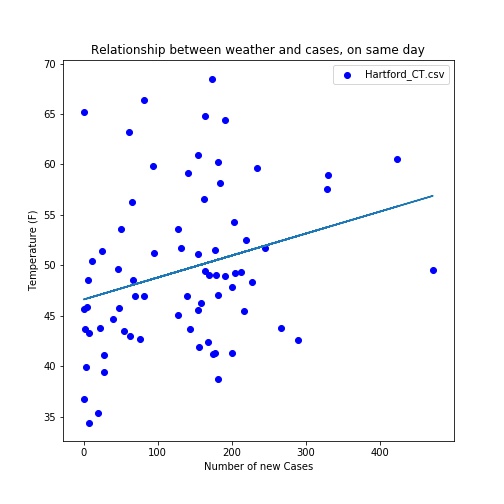 Relationship between weather and cases, on same day
Hartford_CT.csv
Temperature (F)
70
65
60
55
50
45
40
35
0 100 200 300 400
Number of new Cases